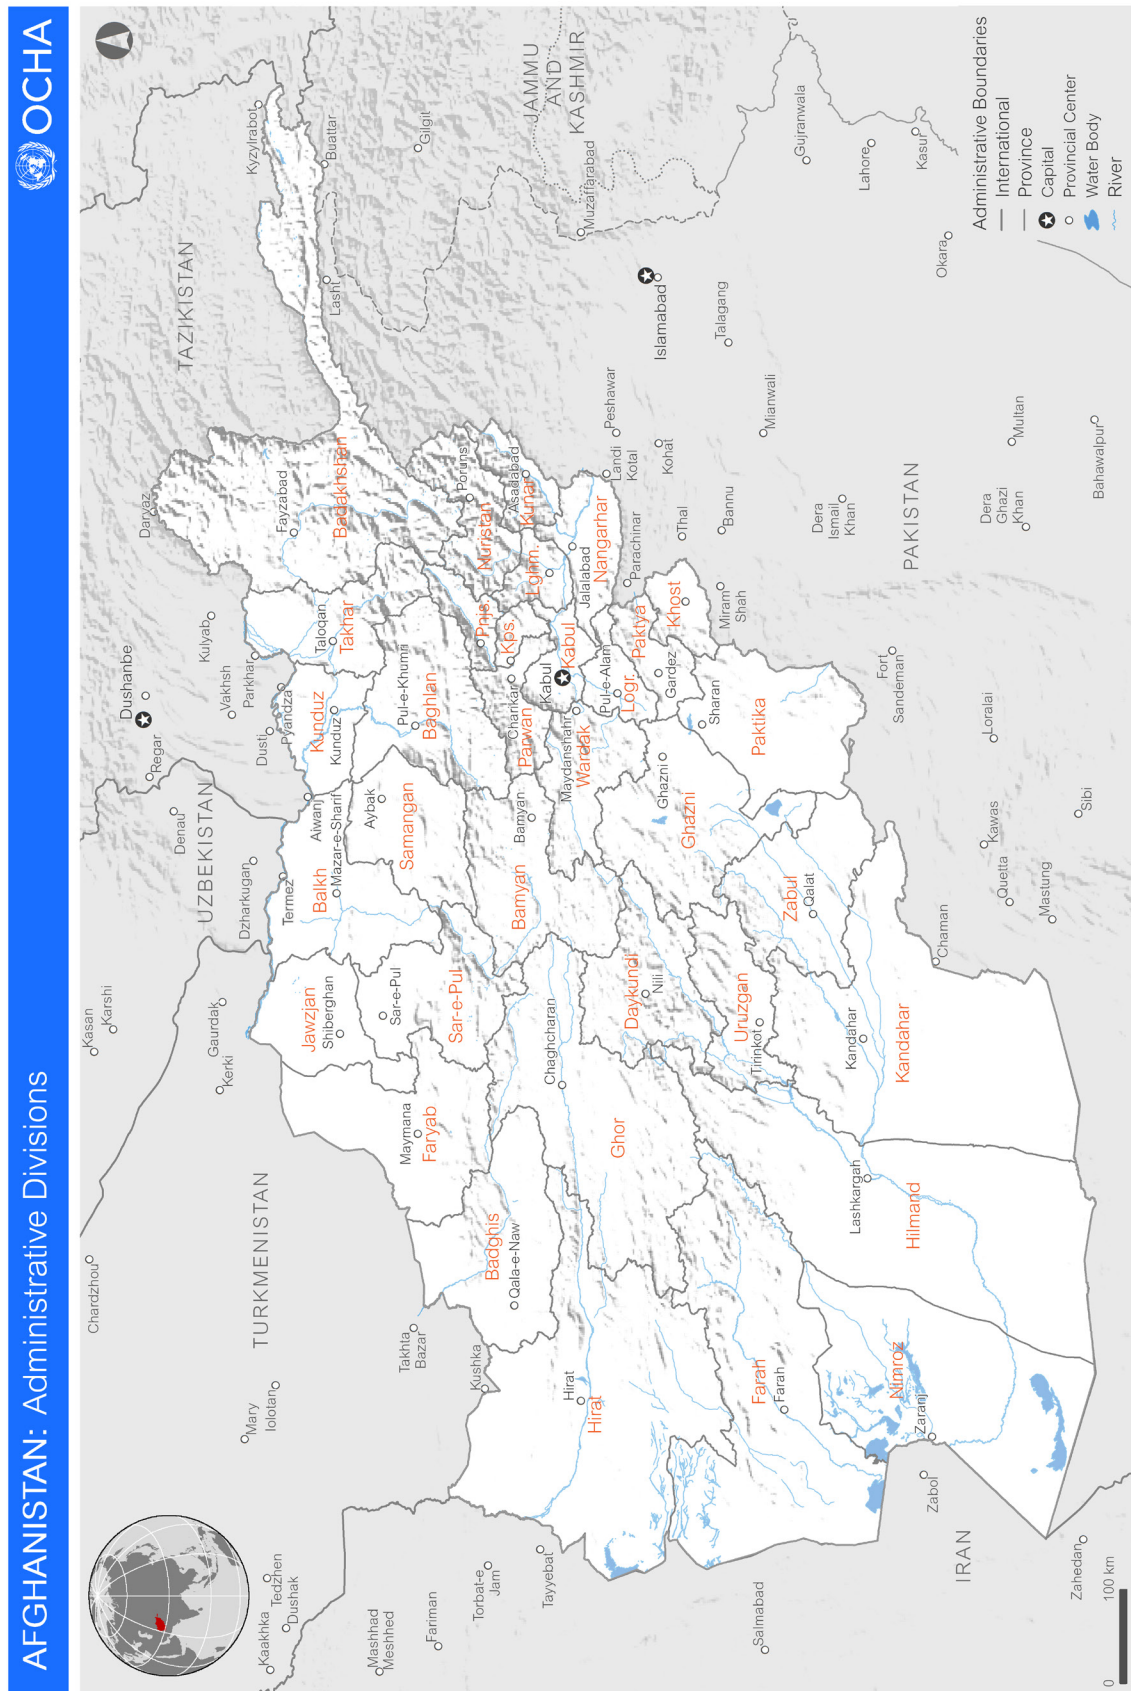 AFGHANISTAN: Administrative Divisions
OCHA
TURKMENISTAN
UZBEKISTAN
TAZIKISTAN
JAMMU
AND
KASHMIR
PAKISTAN
IRAN
Kaakhka
Tedzhen
Dushak
Mashhad
Meshhed
Fariman
Torbat-e
Jam
Tayyebat
Salmabad
Zabol
Zahedan
Chardzhou
Mary
Iolotan
Takhta
Bazar
Kushka
Kasan
Karshi
Gaurdak
Kerki
Denau
Dzharkugan
Termez
Regar
Dushanbe
Dusti
Vakhsh
Kulyab
Parkhar
Pyandza
Aiwanj
Darvaz
Kyzylrabot
Buattar
Gilgit
Lasht
Muzaffarabad
Islamabad
Talagang
Gujranwala
Lahore
Kasur
Okara
Peshawar
Landi
Kotal
Kohat
Mianwali
Parachinar
Thal
Bannu
Miram
Shah
Dera
Ismail
Khan
Dera
Ghazi
Khan
Multan
Bahawalpur
Fort
Sandeman
Loralai
Sibi
Kawas
Quetta
Mastung
Chaman
Badakhshan
Fayzabad
Takhar
Taloqan
Kunduz
Kunduz
Baghlan
Pul-e-Khumri
Balkh
Mazar-e-Sharif
Samangan
Aybak
Jawzjan
Shiberghan
Sar-e-Pul
Sar-e-Pul
Faryab
Maymana
Badghis
Qala-e-Naw
Hirat
Hirat
Ghor
Chaghcharan
Bamyan
Bamyan
Parwan
Charikar
Pnjs.
Kps.
Nuristan
Poruns
Kunar
Asadabad
Lghm.
Nangarhar
Jalalabad
Kabul
Kabul
Wardak
Maydanshahr
Logr.
Pul-e-Alam
Paktya
Gardez
Khost
Paktika
Sharan
Ghazni
Ghazni
Daykundi
Nili
Uruzgan
Tirinkot
Zabul
Qalat
Kandahar
Kandahar
Hilmand
Lashkargah
Farah
Farah
Nimroz
Zaranj
Administrative Boundaries
International
Province
Capital
Provincial Center
Water Body
River
0 100 km